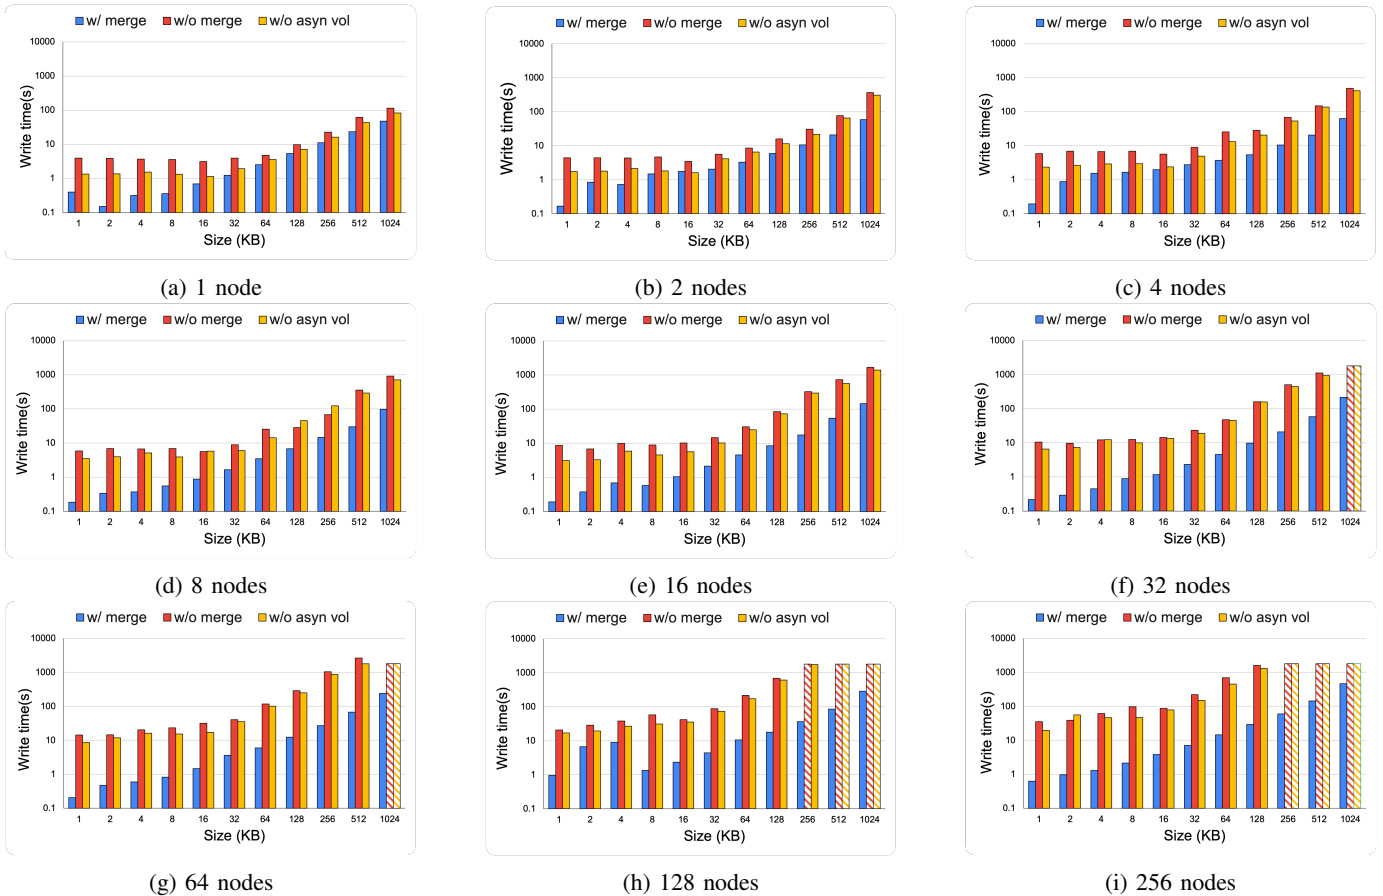 w/ merge w/o merge w/o asyn vol
Write time(s)
10000
1000
100
10
1
0.1
1 2 4 8 16 32 64 128 256 512 1024
Size (KB)
(a) 1 node
w/ merge w/o merge w/o asyn vol
Write time(s)
10000
1000
100
10
1
0.1
1 2 4 8 16 32 64 128 256 512 1024
Size (KB)
(b) 2 nodes
w/ merge w/o merge w/o asyn vol
Write time(s)
10000
1000
100
10
1
0.1
1 2 4 8 16 32 64 128 256 512 1024
Size (KB)
(c) 4 nodes
w/ merge w/o merge w/o asyn vol
Write time(s)
10000
1000
100
10
1
0.1
1 2 4 8 16 32 64 128 256 512 1024
Size (KB)
(d) 8 nodes
w/ merge w/o merge w/o asyn vol
Write time(s)
10000
1000
100
10
1
0.1
1 2 4 8 16 32 64 128 256 512 1024
Size (KB)
(e) 16 nodes
w/ merge w/o merge w/o asyn vol
Write time(s)
10000
1000
100
10
1
0.1
1 2 4 8 16 32 64 128 256 512 1024
Size (KB)
(f) 32 nodes
w/ merge w/o merge w/o asyn vol
Write time(s)
10000
1000
100
10
1
0.1
1 2 4 8 16 32 64 128 256 512 1024
Size (KB)
(g) 64 nodes
w/ merge w/o merge w/o asyn vol
Write time(s)
10000
1000
100
10
1
0.1
1 2 4 8 16 32 64 128 256 512 1024
Size (KB)
(h) 128 nodes
w/ merge w/o merge w/o asyn vol
Write time(s)
10000
1000
100
10
1
0.1
1 2 4 8 16 32 64 128 256 512 1024
Size (KB)
(i) 256 nodes